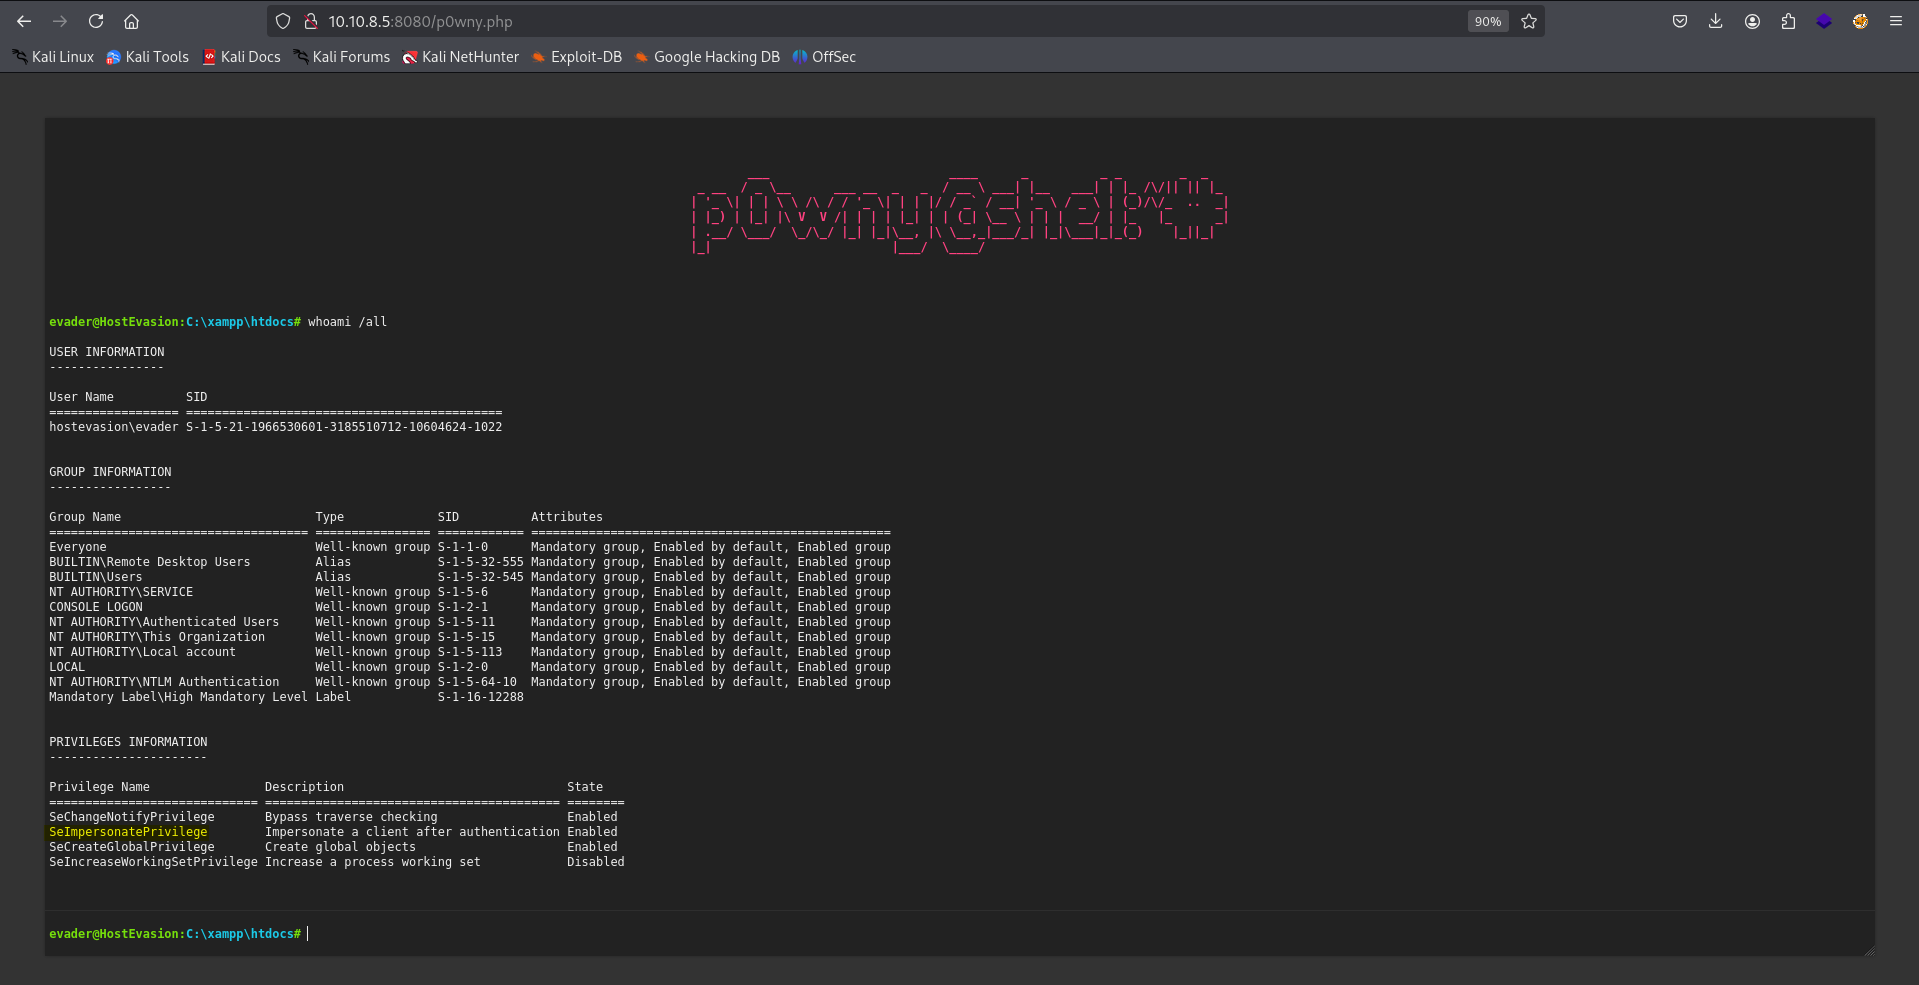 10.10.8.5:8080/p0wny.php 90%
Kali Linux Kali Tools Kali Docs Kali Forums Kali NetHunter Exploit-DB Google Hacking DB OffSec
p0wny@shell:~#
evader@HostEvasion:C:\xampp\htdocs# whoami /all
USER INFORMATION
----------------
User Name          SID
================== ============================================
hostevasion\evader S-1-5-21-1966530601-3185510712-10604624-1022
GROUP INFORMATION
-----------------
Group Name                           Type             SID          Attributes
==================================== ================ ============ ==================================================
Everyone                             Well-known group S-1-1-0      Mandatory group, Enabled by default, Enabled group
BUILTIN\Remote Desktop Users         Alias            S-1-5-32-555 Mandatory group, Enabled by default, Enabled group
BUILTIN\Users                        Alias            S-1-5-32-545 Mandatory group, Enabled by default, Enabled group
NT AUTHORITY\SERVICE                 Well-known group S-1-5-6      Mandatory group, Enabled by default, Enabled group
CONSOLE LOGON                        Well-known group S-1-2-1      Mandatory group, Enabled by default, Enabled group
NT AUTHORITY\Authenticated Users     Well-known group S-1-5-11     Mandatory group, Enabled by default, Enabled group
NT AUTHORITY\This Organization       Well-known group S-1-5-15     Mandatory group, Enabled by default, Enabled group
NT AUTHORITY\Local account           Well-known group S-1-5-113    Mandatory group, Enabled by default, Enabled group
LOCAL                                Well-known group S-1-2-0      Mandatory group, Enabled by default, Enabled group
NT AUTHORITY\NTLM Authentication     Well-known group S-1-5-64-10  Mandatory group, Enabled by default, Enabled group
Mandatory Label\High Mandatory Level Label            S-1-16-12288
PRIVILEGES INFORMATION
----------------------
Privilege Name                Description                               State
============================= ========================================= ========
SeChangeNotifyPrivilege       Bypass traverse checking                  Enabled
SeImpersonatePrivilege        Impersonate a client after authentication Enabled
SeCreateGlobalPrivilege       Create global objects                     Enabled
SeIncreaseWorkingSetPrivilege Increase a process working set            Disabled
evader@HostEvasion:C:\xampp\htdocs#